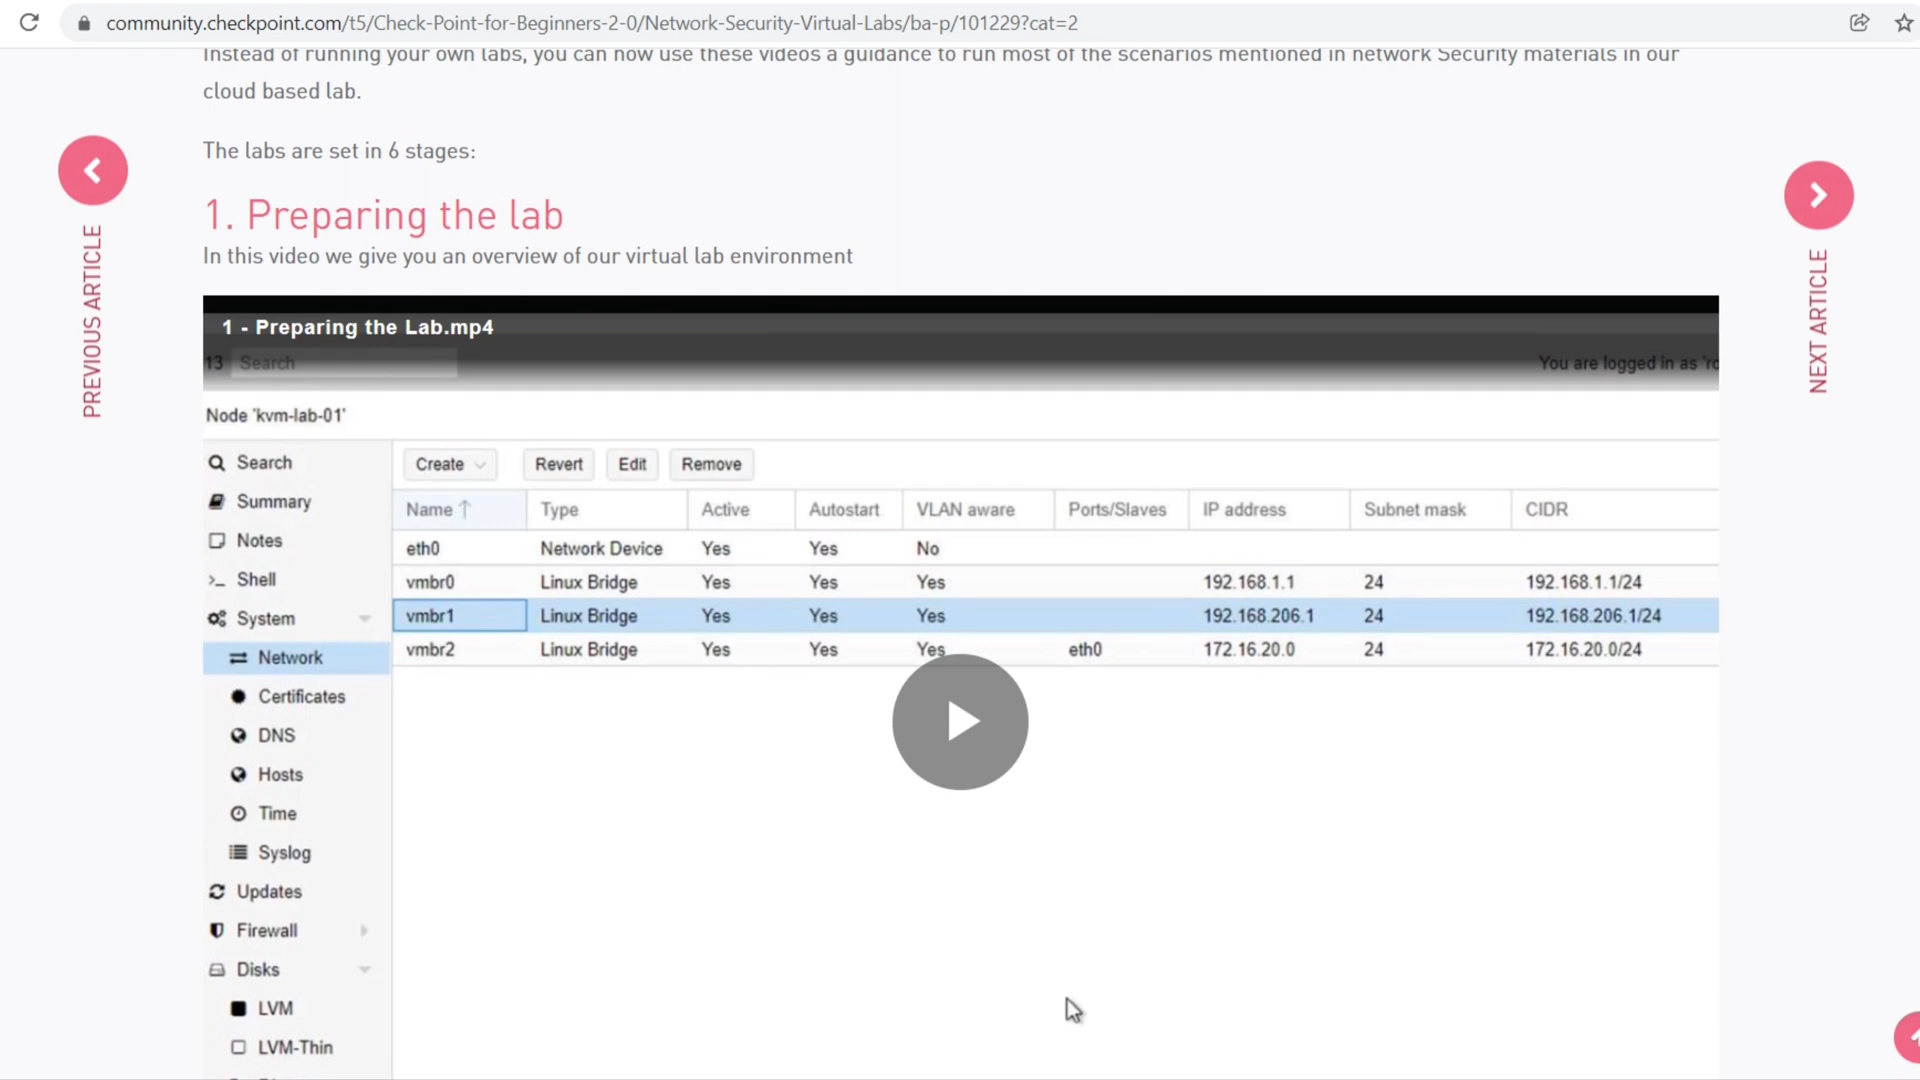 community.checkpoint.com/t5/Check-Point-for-Beginners-2-0/Network-Security-Virtual-Labs/ba-p/101229?cat=2
Instead of running your own labs, you can now use these videos a guidance to run most of the scenarios mentioned in network Security materials in our
cloud based lab.
The labs are set in 6 stages:
1. Preparing the lab
In this video we give you an overview of our virtual lab environment
PREVIOUS ARTICLE
NEXT ARTICLE
1 - Preparing the Lab.mp4
13 Search You are logged in as 'ro
Node 'kvm-lab-01'
Search
Summary
Notes
Shell
System
Network
Certificates
DNS
Hosts
Time
Syslog
Updates
Firewall
Disks
LVM
LVM-Thin
Create Revert Edit Remove
Name Type Active Autostart VLAN aware Ports/Slaves IP address Subnet mask CIDR
eth0 Network Device Yes Yes No
vmbr0 Linux Bridge Yes Yes Yes 192.168.1.1 24 192.168.1.1/24
vmbr1 Linux Bridge Yes Yes Yes 192.168.206.1 24 192.168.206.1/24
vmbr2 Linux Bridge Yes Yes Yes eth0 172.16.20.0 24 172.16.20.0/24